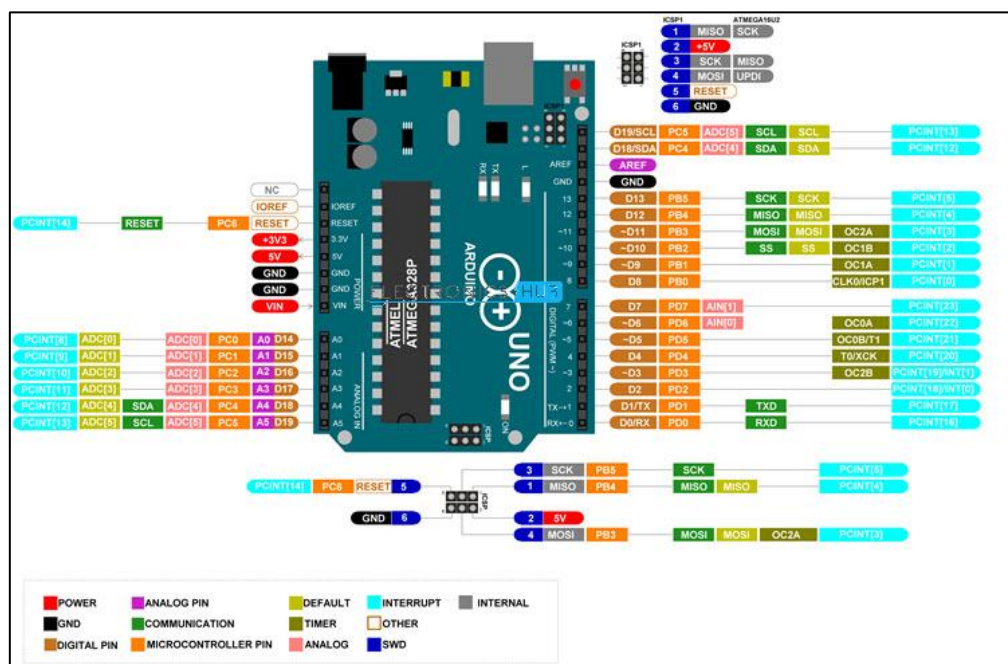 ICSP1 ATMEGA16U2
1 MISO SCK
2 +5V
3 SCK MISO
4 MOSI UPDI
5 RESET
6 GND
ICSP1
ICSP1
D19/SCL PC5 ADC[5] SCL SCL PCINT[13]
D18/SDA PC4 ADC[4] SDA SDA PCINT[12]
AREF AREF
GND GND
RX TX L
13 D13 PB5 SCK SCK PCINT[5]
12 D12 PB4 MISO MISO PCINT[4]
~11 ~D11 PB3 MOSI MOSI OC2A PCINT[3]
~10 ~D10 PB2 SS SS OC1B PCINT[2]
~9 ~D9 PB1 OC1A PCINT[1]
8 D8 PB0 CLK0/ICP1 PCINT[0]
7 D7 PD7 AIN[1] PCINT[23]
~6 ~D6 PD6 AIN[0] OC0A PCINT[22]
~5 ~D5 PD5 OC0B/T1 PCINT[21]
4 D4 PD4 T0/XCK PCINT[20]
~3 ~D3 PD3 OC2B PCINT[19]/INT[1]
2 D2 PD2 PCINT[18]/INT[0]
TX→1 D1/TX PD1 TXD PCINT[17]
RX←0 D0/RX PD0 RXD PCINT[16]
DIGITAL (PWM ~)
NC
IOREF IOREF
PCINT[14] RESET PC6 RESET RESET
+3V3 3.3V
5V 5V
GND GND
GND GND
VIN VIN
POWER
ATMEL
ATMEGA328P
ARDUINO
UNO
ELECTRONICS HUB
PCINT[8] ADC[0] ADC[0] PC0 A0 D14 A0
PCINT[9] ADC[1] ADC[1] PC1 A1 D15 A1
PCINT[10] ADC[2] ADC[2] PC2 A2 D16 A2
PCINT[11] ADC[3] ADC[3] PC3 A3 D17 A3
PCINT[12] ADC[4] SDA ADC[4] PC4 A4 D18 A4
PCINT[13] ADC[5] SCL ADC[5] PC5 A5 D19 A5
ANALOG IN
ON
ICSP
3 SCK PB5 SCK PCINT[5]
PCINT[14] PC6 RESET 5
1 MISO PB4 MISO MISO PCINT[4]
ICSP
GND 6
2 5V
4 MOSI PB3 MOSI MOSI OC2A PCINT[3]
POWER ANALOG PIN DEFAULT INTERRUPT INTERNAL
GND COMMUNICATION TIMER OTHER
DIGITAL PIN MICROCONTROLLER PIN ANALOG SWD